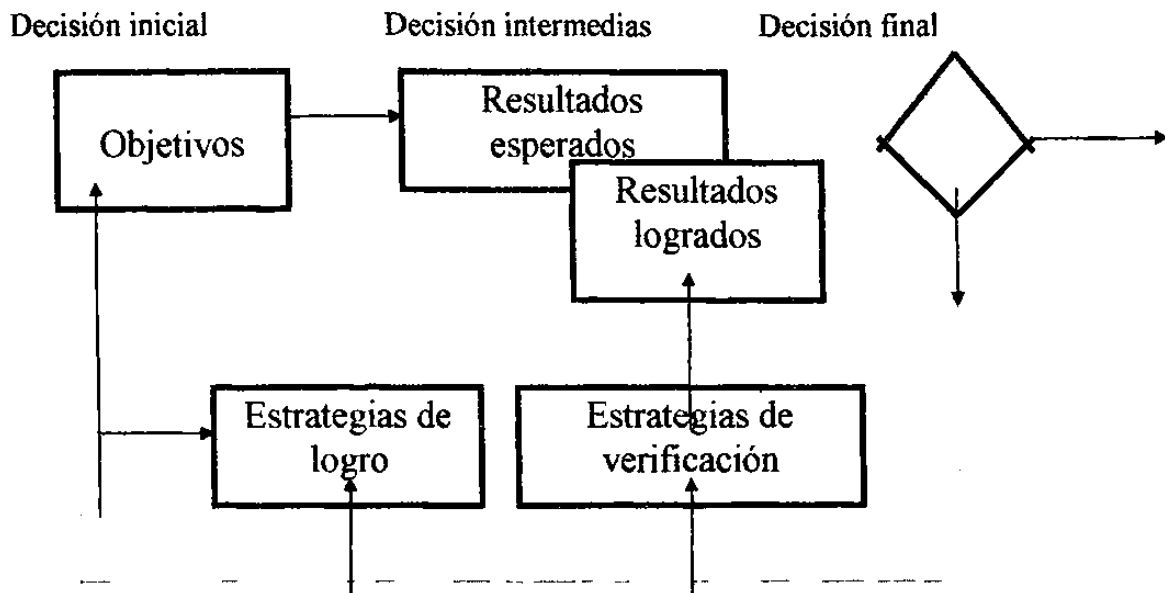 Decisión inicial
Decisión intermedias
Decisión final
Objetivos
Resultados
esperados
Resultados
logrados
Estrategias de
logro
Estrategias de
verificación